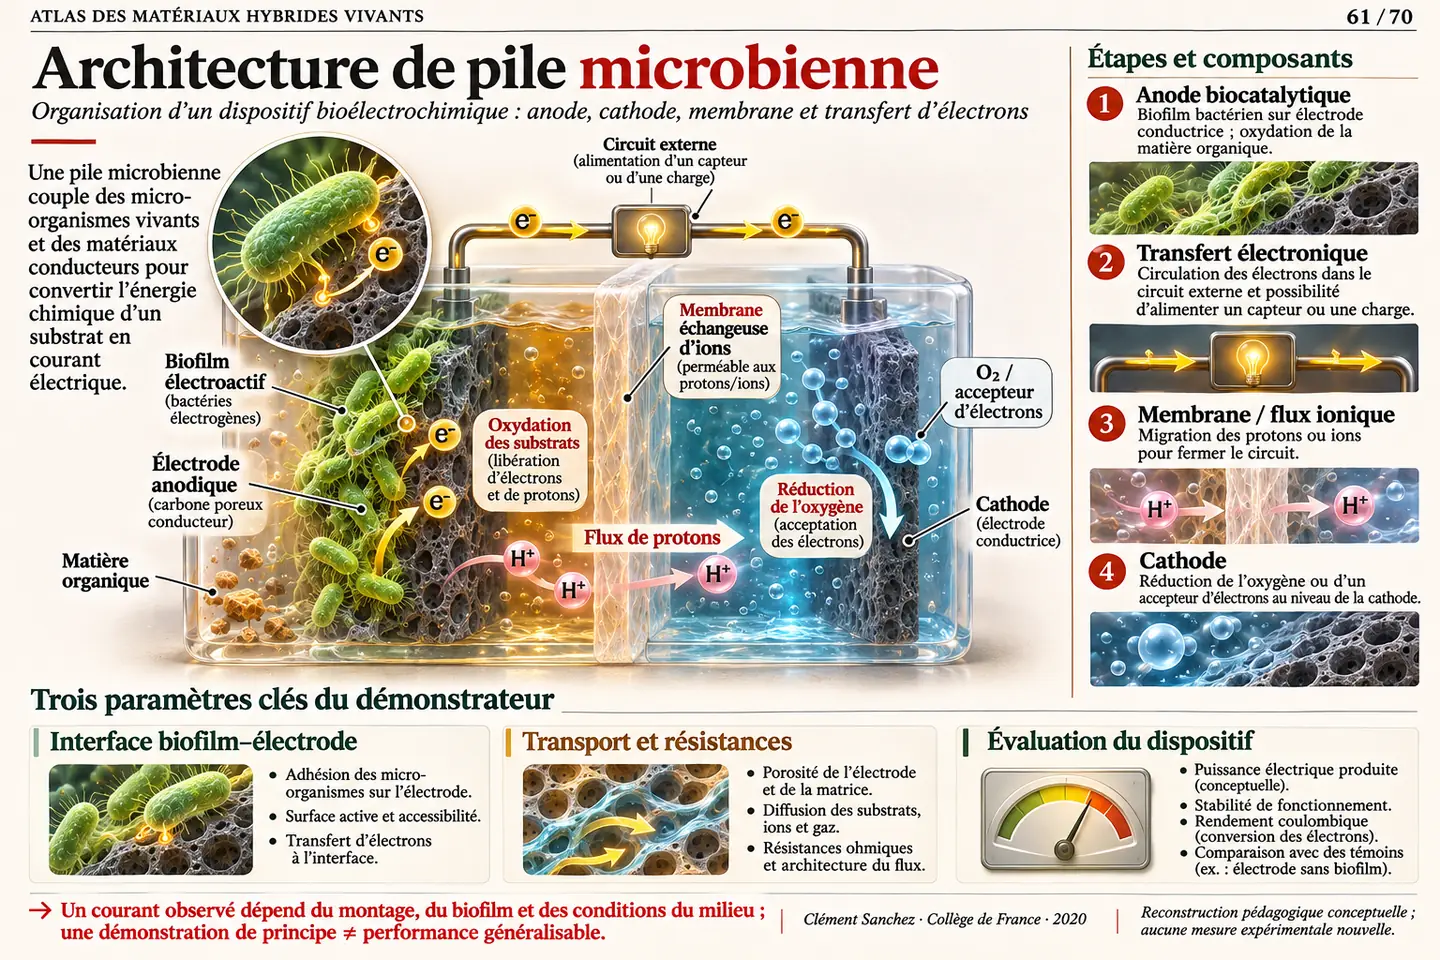 ATLAS DES MATÉRIAUX HYBRIDES VIVANTS
61 / 70
Architecture de pile microbienne
Organisation d’un dispositif bioélectrochimique : anode, cathode, membrane et transfert d’électrons
Une pile microbienne
couple des micro-
organismes vivants
et des matériaux
conducteurs pour
convertir l’énergie
chimique d’un
substrat en
courant
électrique.
e⁻
Circuit externe
(alimentation d’un capteur
ou d’une charge)
e⁻
e⁻
Biofilm
électroactif
(bactéries
électrogènes)
Électrode
anodique
(carbone poreux
conducteur)
Matière
organique
e⁻
e⁻
Oxydation
des substrats
(libération
d’électrons
et de protons)
Membrane
échangeuse
d’ions
(perméable aux
protons/ions)
Flux de protons
H⁺
H⁺
H⁺
O₂ /
accepteur
d’électrons
Réduction
de l’oxygène
(acceptation
des électrons)
Cathode
(électrode
conductrice)
Étapes et composants
1
Anode biocatalytique
Biofilm bactérien sur électrode
conductrice ; oxydation de la
matière organique.
2
Transfert électronique
Circulation des électrons dans le
circuit externe et possibilité
d’alimenter un capteur ou une charge.
3
Membrane / flux ionique
Migration des protons ou ions
pour fermer le circuit.
H⁺
H⁺
4
Cathode
Réduction de l’oxygène ou d’un
accepteur d’électrons au niveau de la cathode.
Trois paramètres clés du démonstrateur
Interface biofilm–électrode
• Adhésion des micro-
organismes sur l’électrode.
• Surface active et accessibilité.
• Transfert d’électrons
à l’interface.
Transport et résistances
• Porosité de l’électrode
et de la matrice.
• Diffusion des substrats,
ions et gaz.
• Résistances ohmiques
et architecture du flux.
Évaluation du dispositif
• Puissance électrique produite
(conceptuelle).
• Stabilité de fonctionnement.
• Rendement coulombique
(conversion des électrons).
• Comparaison avec des témoins
(ex. : électrode sans biofilm).
→ Un courant observé dépend du montage, du biofilm et des conditions du milieu ;
une démonstration de principe ≠ performance généralisable.
Clément Sanchez · Collège de France · 2020
Reconstruction pédagogique conceptuelle ;
aucune mesure expérimentale nouvelle.